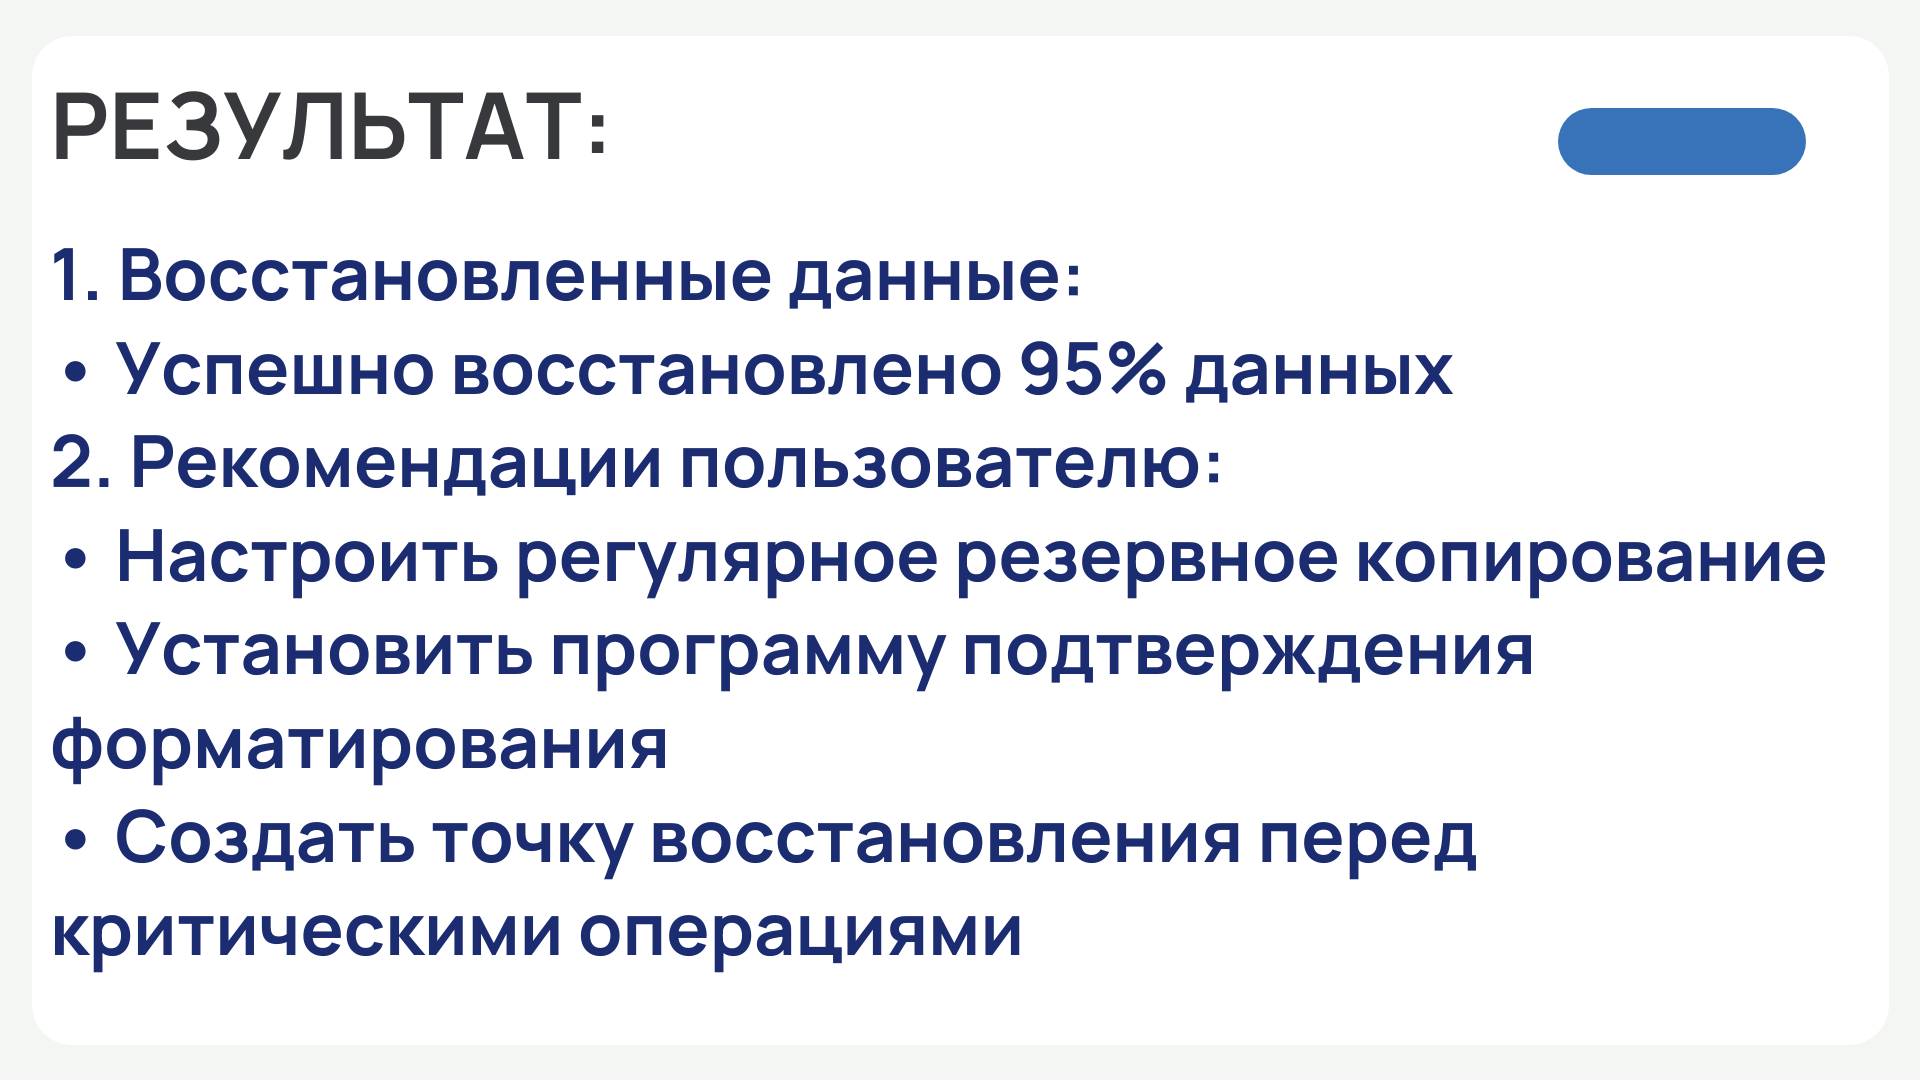 РЕЗУЛЬТАТ:
1. Восстановленные данные:
• Успешно восстановлено 95% данных
2. Рекомендации пользователю:
• Настроить регулярное резервное копирование
• Установить программу подтверждения
форматирования
• Создать точку восстановления перед
критическими операциями